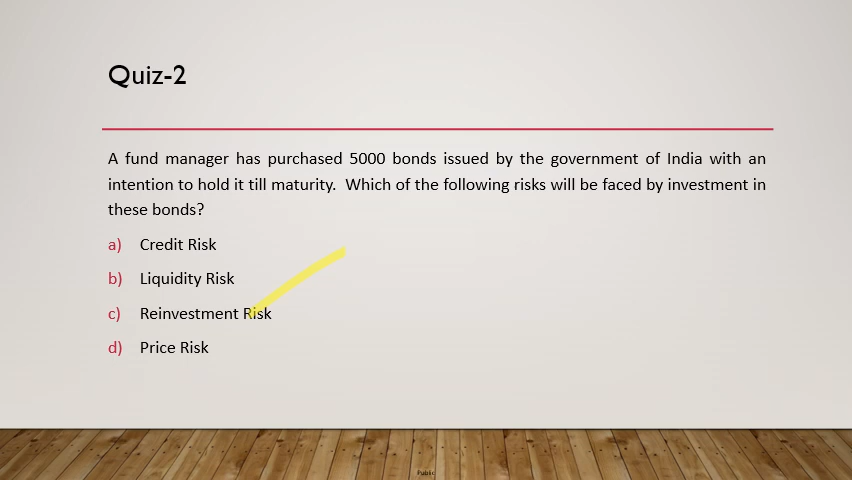 Quiz-2
A fund manager has purchased 5000 bonds issued by the government of India with an
intention to hold it till maturity. Which of the following risks will be faced by investment in
these bonds?
a) Credit Risk
b) Liquidity Risk
c) Reinvestment Risk
d) Price Risk
Public